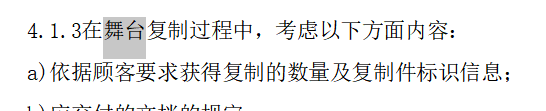 4.1.3在舞台复制过程中，考虑以下方面内容：
a)依据顾客要求获得复制的数量及复制件标识信息；